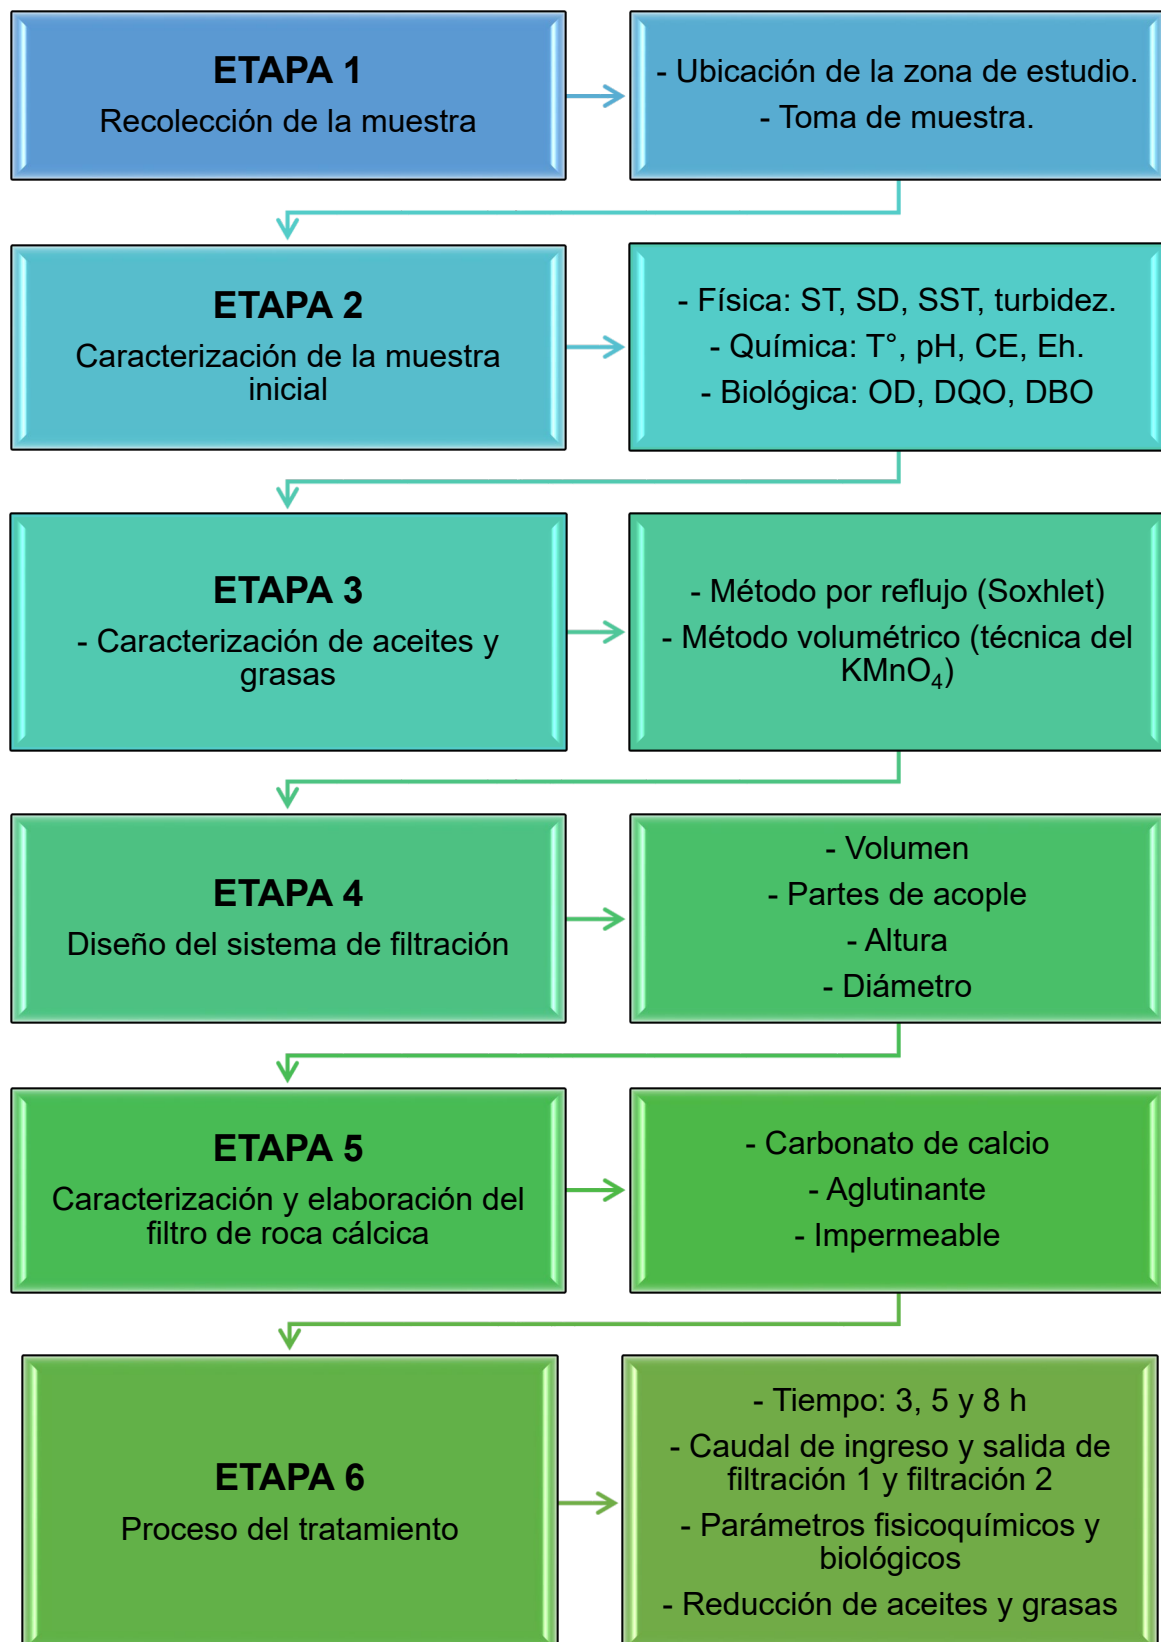 ETAPA 1
Recolección de la muestra
- Ubicación de la zona de estudio.
- Toma de muestra.
ETAPA 2
Caracterización de la muestra
inicial
- Física: ST, SD, SST, turbidez.
- Química: T°, pH, CE, Eh.
- Biológica: OD, DQO, DBO
ETAPA 3
- Caracterización de aceites y
grasas
- Método por reflujo (Soxhlet)
- Método volumétrico (técnica del
KMnO₄)
ETAPA 4
Diseño del sistema de filtración
- Volumen
- Partes de acople
- Altura
- Diámetro
ETAPA 5
Caracterización y elaboración del
filtro de roca cálcica
- Carbonato de calcio
- Aglutinante
- Impermeable
ETAPA 6
Proceso del tratamiento
- Tiempo: 3, 5 y 8 h
- Caudal de ingreso y salida de
filtración 1 y filtración 2
- Parámetros fisicoquímicos y
biológicos
- Reducción de aceites y grasas